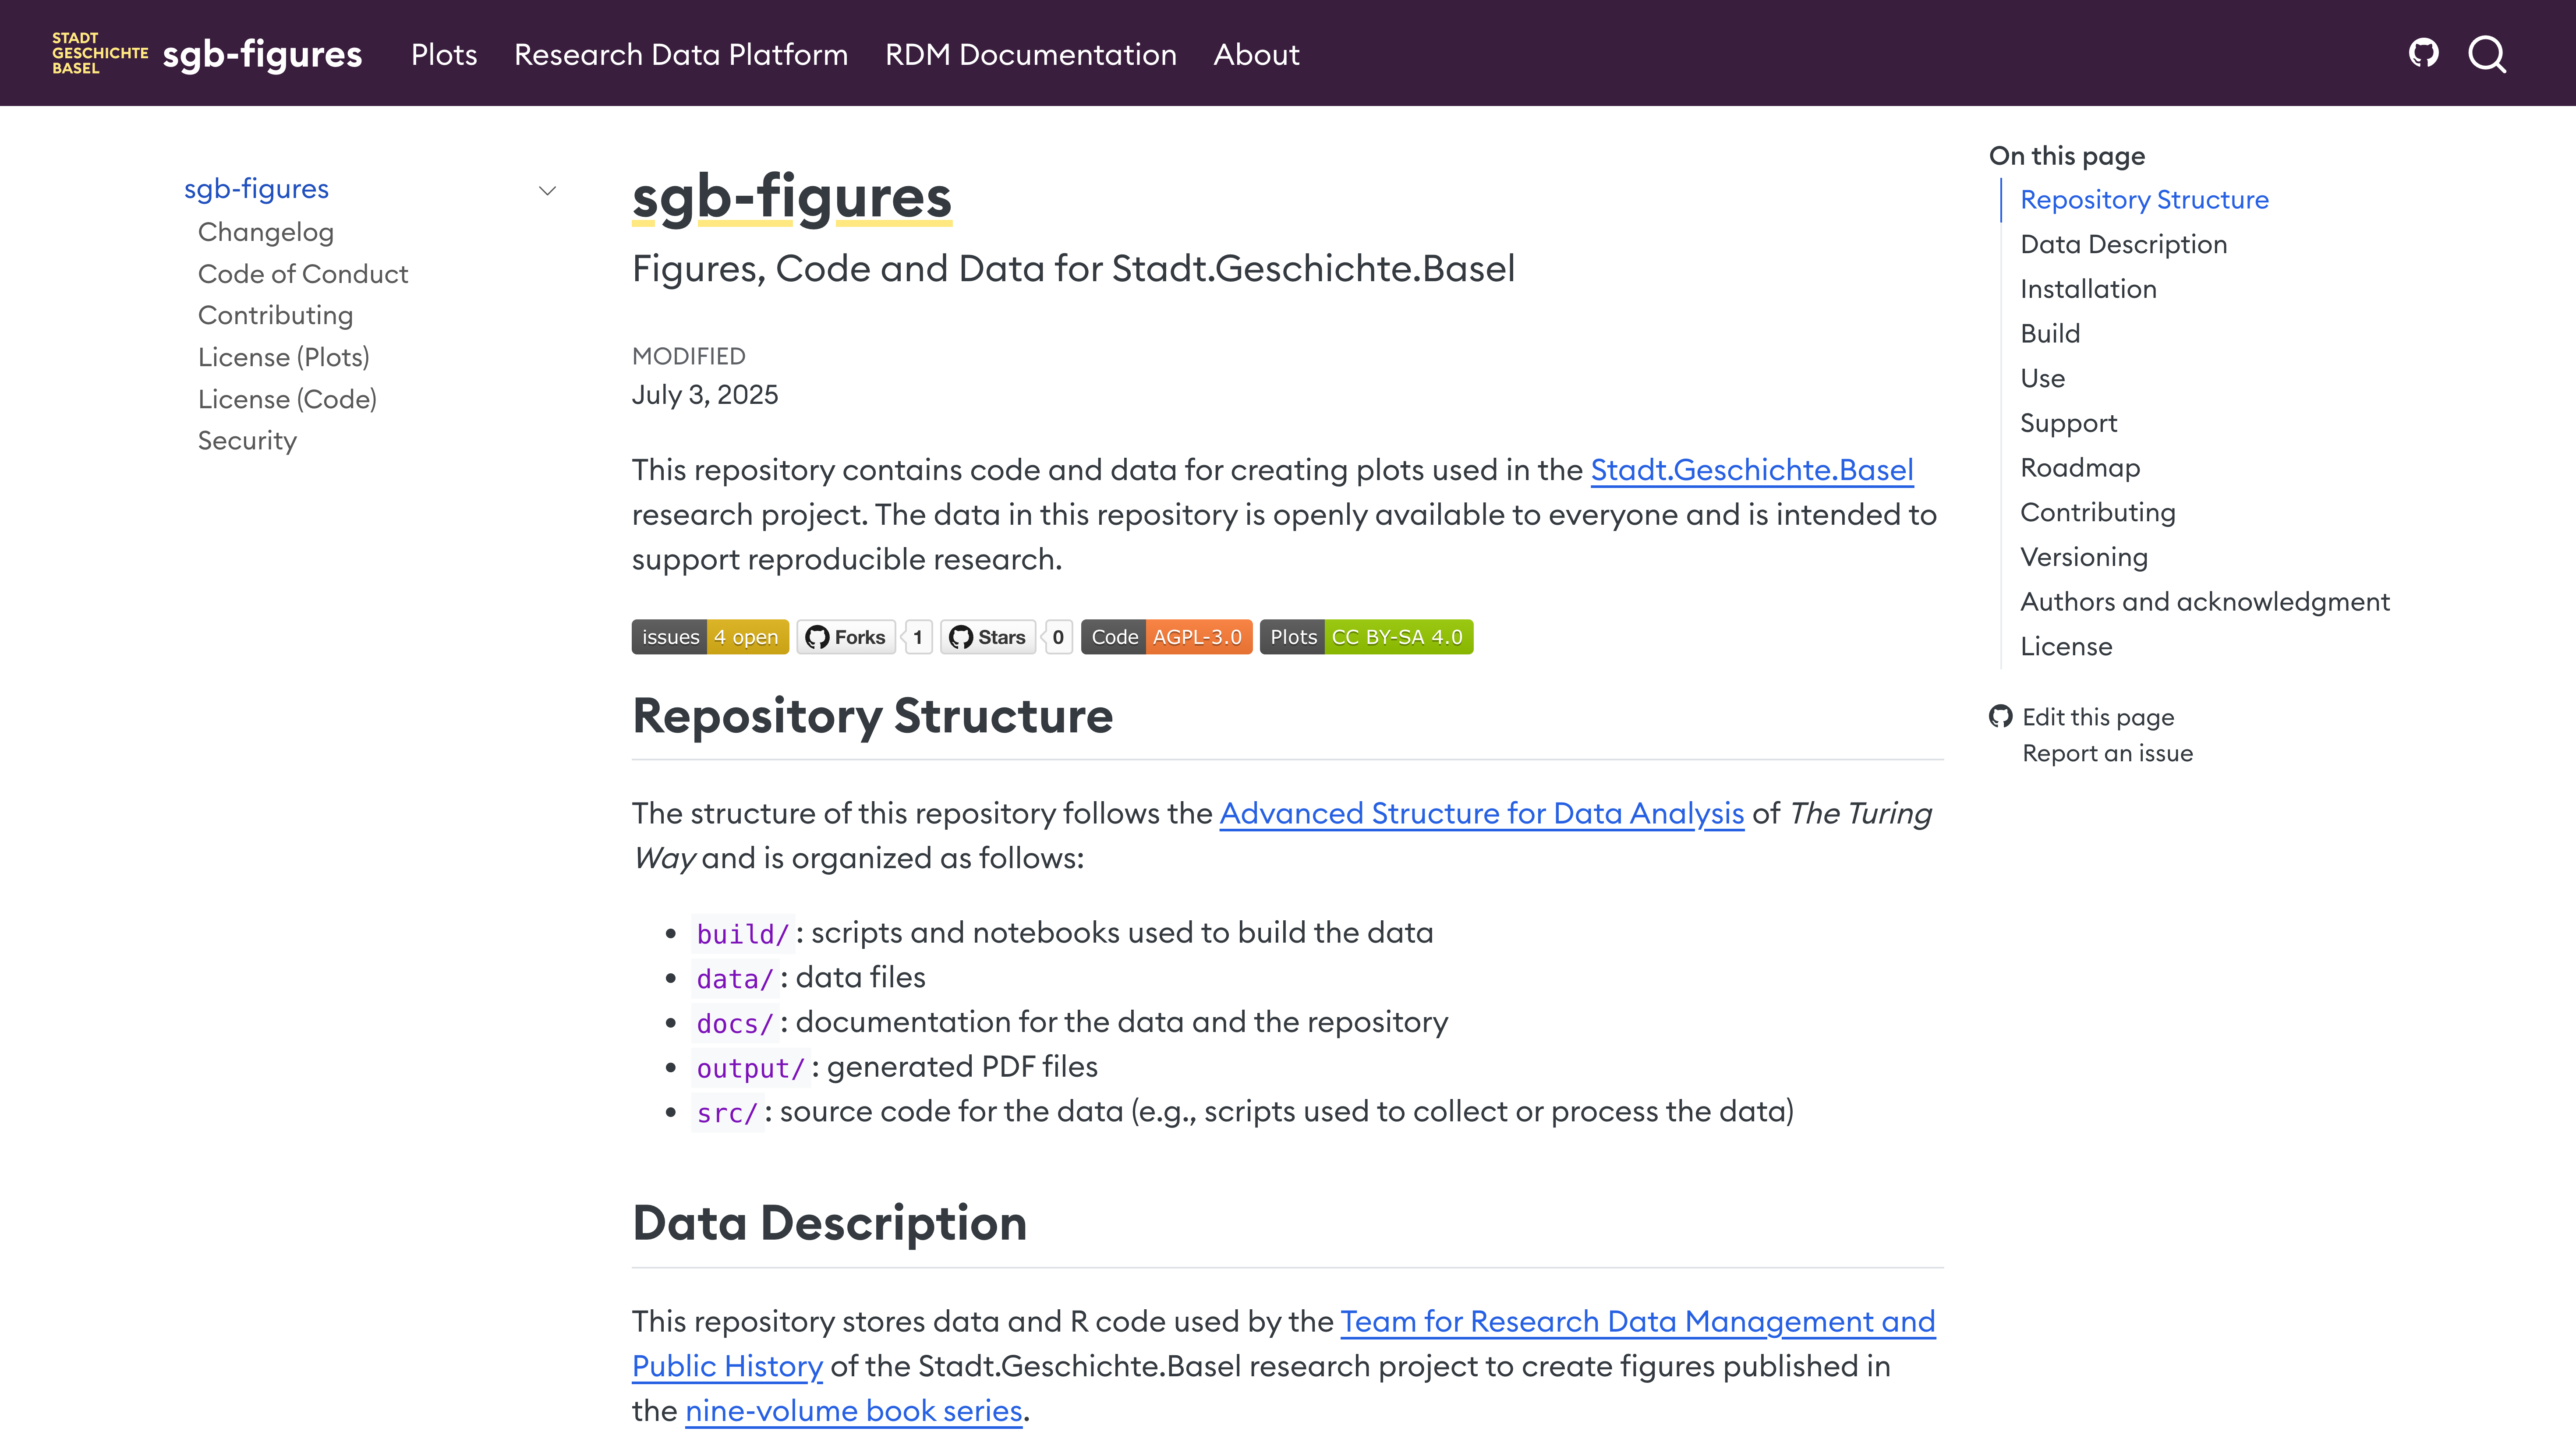 STADT
GESCHICHTE
BASEL
sgb-figures
Plots
Research Data Platform
RDM Documentation
About
sgb-figures
Changelog
Code of Conduct
Contributing
License (Plots)
License (Code)
Security
sgb-figures
Figures, Code and Data for Stadt.Geschichte.Basel
MODIFIED
July 3, 2025
This repository contains code and data for creating plots used in the Stadt.Geschichte.Basel
research project. The data in this repository is openly available to everyone and is intended to
support reproducible research.
issues 4 open Forks 1 Stars 0 Code AGPL-3.0 Plots CC BY-SA 4.0
Repository Structure
The structure of this repository follows the Advanced Structure for Data Analysis of The Turing
Way and is organized as follows:
• build/ : scripts and notebooks used to build the data
• data/ : data files
• docs/ : documentation for the data and the repository
• output/ : generated PDF files
• src/ : source code for the data (e.g., scripts used to collect or process the data)
Data Description
This repository stores data and R code used by the Team for Research Data Management and
Public History of the Stadt.Geschichte.Basel research project to create figures published in
the nine-volume book series.
On this page
Repository Structure
Data Description
Installation
Build
Use
Support
Roadmap
Contributing
Versioning
Authors and acknowledgment
License
Edit this page
Report an issue